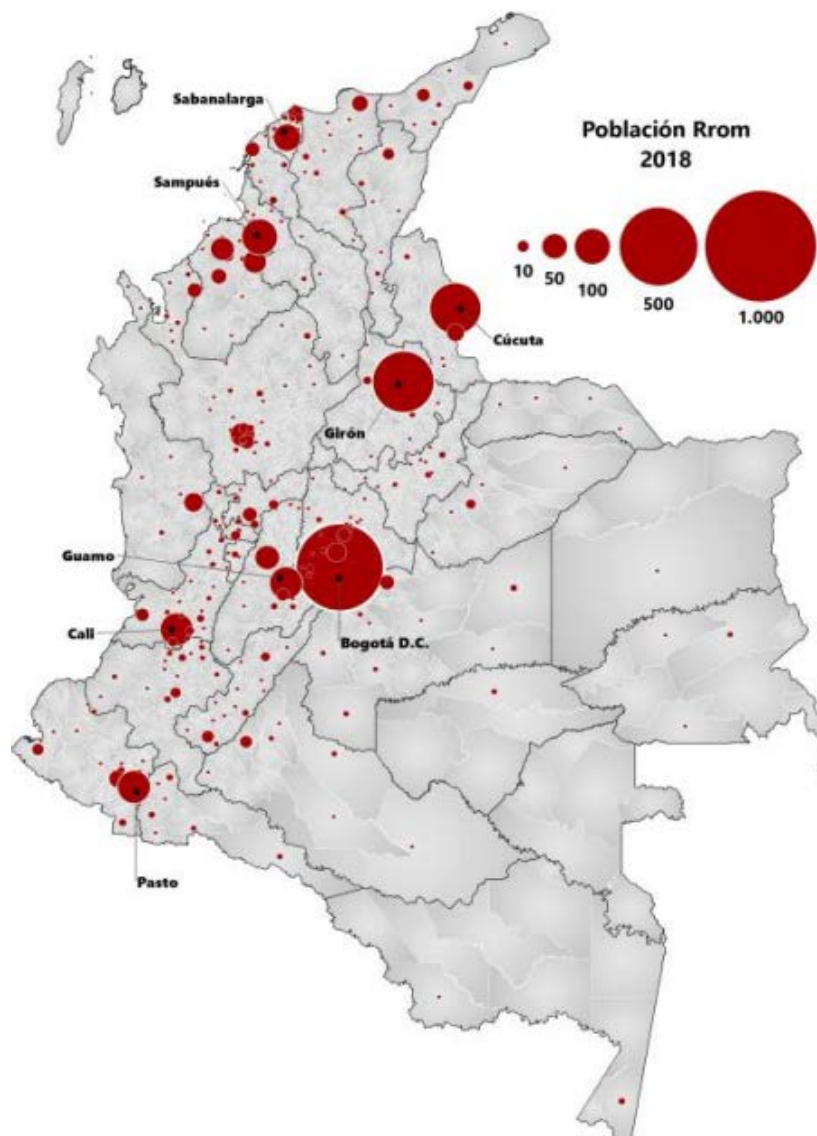 Sabanalarga
Población Rrom
2018
Sampués
10
50
100
500
1.000
Cúcuta
Girón
Guamo
Cali
Bogotá D.C.
Pasto